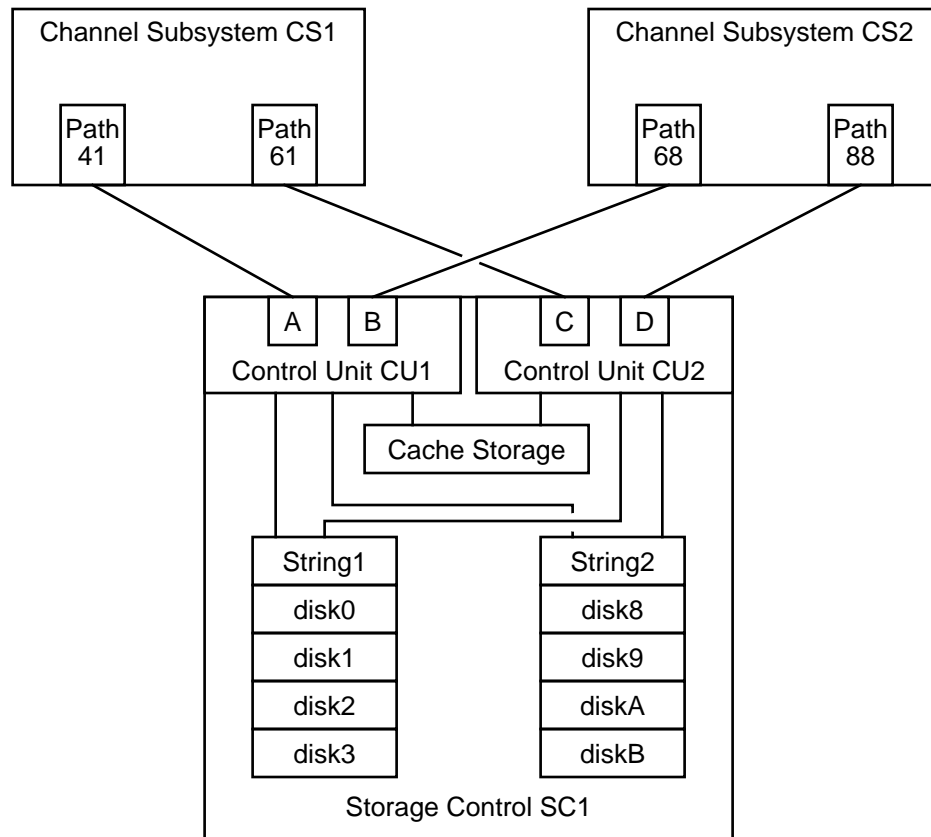 Channel Subsystem CS1
Channel Subsystem CS2
Path
41
Path
61
Path
68
Path
88
A
B
C
D
Control Unit CU1
Control Unit CU2
Cache Storage
String1
disk0
disk1
disk2
disk3
String2
disk8
disk9
diskA
diskB
Storage Control SC1